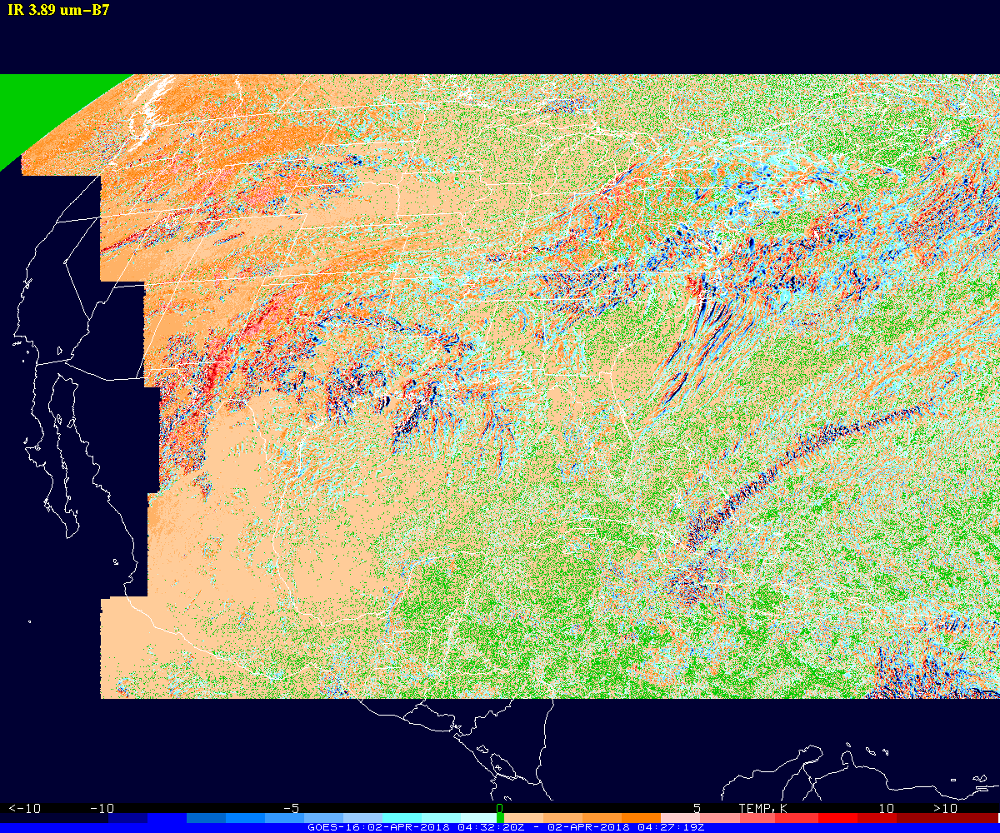 IR 3.89 um-B7
<-10 -10 -5 0 5 TEMP,K 10 >10
GOES-16:02-APR-2018 04:32:20Z - 02-APR-2018 04:27:19Z